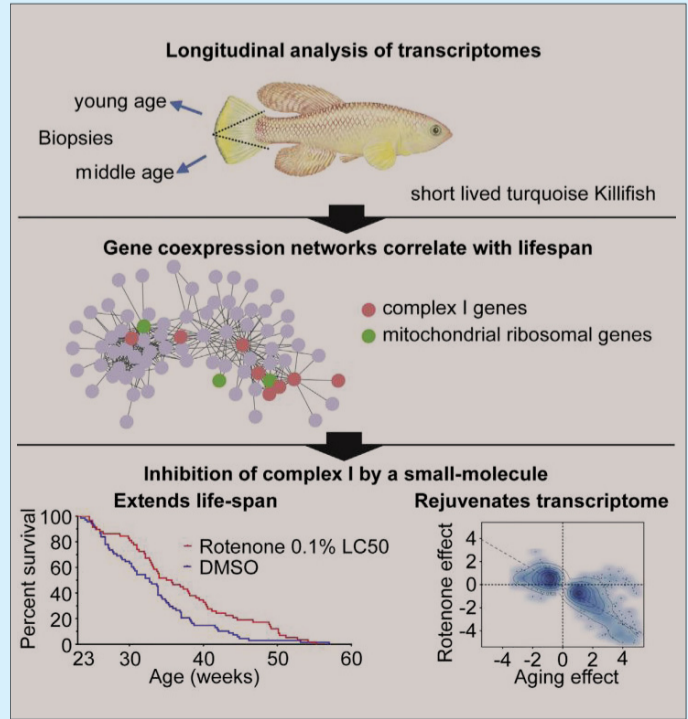 Longitudinal analysis of transcriptomes
young age
Biopsies
middle age
short lived turquoise Killifish
Gene coexpression networks correlate with lifespan
complex I genes
mitochondrial ribosomal genes
Inhibition of complex I by a small-molecule
Extends life-span
Rejuvenates transcriptome
Percent survival
100
80
60
40
20
0
Rotenone 0.1% LC50
DMSO
23 30 40 50 60
Age (weeks)
Rotenone effect
4
2
0
-2
-4
-4 -2 0 2 4
Aging effect